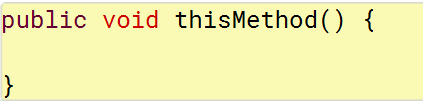 public void thisMethod() {
}